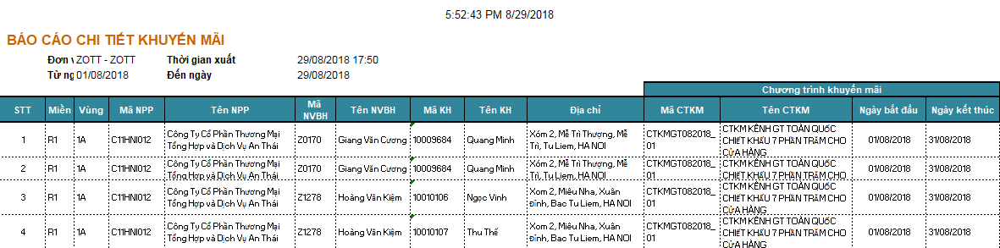 5:52:43 PM 8/29/2018
BÁO CÁO CHI TIẾT KHUYẾN MÃI
Đơn v ZOTT - ZOTT Thời gian xuất 29/08/2018 17:50
Từ ng 01/08/2018 Đến ngày 29/08/2018
Chương trình khuyến mãi
STT Miền Vùng Mã NPP Tên NPP Mã NVBH Tên NVBH Mã KH Tên KH Địa chỉ Mã CTKM Tên CTKM Ngày bắt đầu Ngày kết thúc
CTKM KÊNH GT TOÀN QUỐC
Công Ty Cổ Phần Thương Mại Xóm 2, Mễ Trì Thượng, Mễ CTKMGT082018_
1 R1 1A C11HNI012 Z0170 Giang Văn Cương 10009684 Quang Minh CHIẾT KHẤU 7 PHẦN TRĂM CHO 01/08/2018 31/08/2018
Tổng Hợp và Dịch Vụ An Thái Trì, Tu Liem, HA NOI 01
CỬA HÀNG
Công Ty Cổ Phần Thương Mại Xóm 2, Mễ Trì Thượng, Mễ CTKMGT082018_ CTKM KÊNH GT TOÀN QUỐC
2 R1 1A C11HNI012 Z0170 Giang Văn Cương 10009684 Quang Minh 01/08/2018 31/08/2018
Tổng Hợp và Dịch Vụ An Thái Trì, Tu Liem, HA NOI 01 CHIẾT KHẤU 7 PHẦN TRĂM CHO
CTKM KÊNH GT TOÀN QUỐC
Công Ty Cổ Phần Thương Mại Xom 2, Miêu Nha, Xuân CTKMGT082018_
3 R1 1A C11HNI012 Z1278 Hoàng Văn Kiệm 10010106 Ngọc Vinh CHIẾT KHẤU 7 PHẦN TRĂM CHO 01/08/2018 31/08/2018
Tổng Hợp và Dịch Vụ An Thái Đỉnh, Bac Tu Liem, HA NOI 01
CỬA HÀNG
CTKM KÊNH GT TOÀN QUỐC
Công Ty Cổ Phần Thương Mại Xom 2, Miêu Nha, Xuân CTKMGT082018_
4 R1 1A C11HNI012 Z1278 Hoàng Văn Kiệm 10010107 Thu Thế CHIẾT KHẤU 7 PHẦN TRĂM CHO 01/08/2018 31/08/2018
Tổng Hợp và Dịch Vụ An Thái Đỉnh, Bac Tu Liem, HA NOI 01
CỬA HÀNG